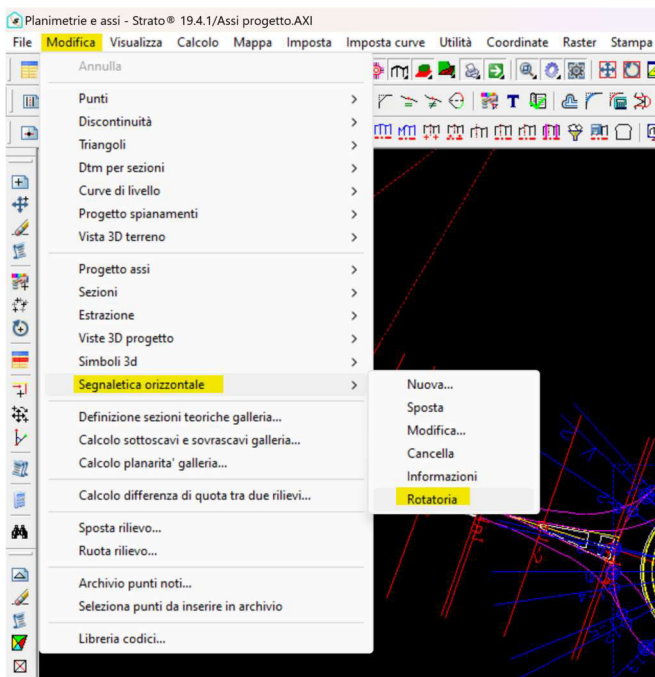 Planimetrie e assi - Strato® 19.4.1/Assi progetto.AXI
File Modifica Visualizza Calcolo Mappa Imposta Imposta curve Utilità Coordinate Raster Stampa
Annulla
Punti
Discontinuità
Triangoli
Dtm per sezioni
Curve di livello
Progetto spianamenti
Vista 3D terreno
Progetto assi
Sezioni
Estrazione
Viste 3D progetto
Simboli 3d
Segnaletica orizzontale
Nuova...
Sposta
Modifica...
Cancella
Informazioni
Rotatoria
Definizione sezioni teoriche galleria...
Calcolo sottoscavi e sovrascavi galleria...
Calcolo planarita' galleria...
Calcolo differenza di quota tra due rilievi...
Sposta rilievo...
Ruota rilievo...
Archivio punti noti...
Seleziona punti da inserire in archivio
Libreria codici...